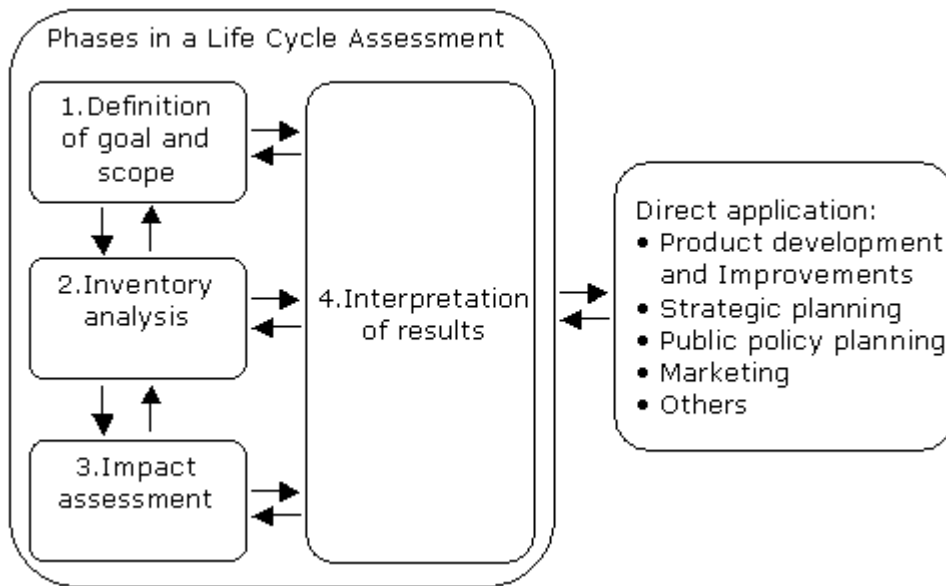 Phases in a Life Cycle Assessment
1.Definition
of goal and
scope
2.Inventory
analysis
3.Impact
assessment
4.Interpretation
of results
Direct application:
• Product development
and Improvements
• Strategic planning
• Public policy planning
• Marketing
• Others